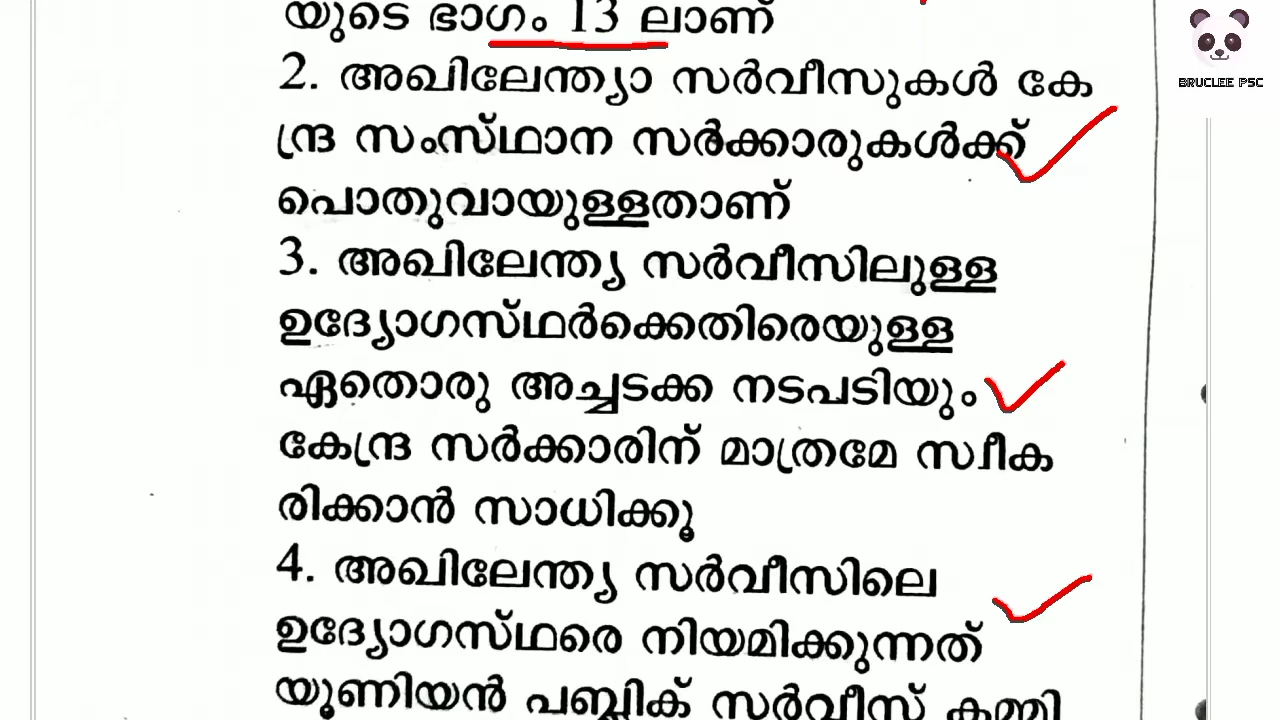 യുടെ ഭാഗം 13 ലാണ്
BRUCLEE PSC
2. അഖിലേന്ത്യാ സർവീസുകൾ കേ
ന്ദ്ര സംസ്ഥാന സർക്കാരുകൾക്ക്
പൊതുവായുള്ളതാണ്
3. അഖിലേന്ത്യ സർവീസിലുള്ള
ഉദ്യോഗസ്ഥർക്കെതിരെയുള്ള
ഏതൊരു അച്ചടക്ക നടപടിയും
കേന്ദ്ര സർക്കാരിന് മാത്രമേ സ്വീക
രിക്കാൻ സാധിക്കൂ
4. അഖിലേന്ത്യ സർവീസിലെ
ഉദ്യോഗസ്ഥരെ നിയമിക്കുന്നത്
യൂണിയൻ പബ്ലിക് സർവീസ് കമ്മി